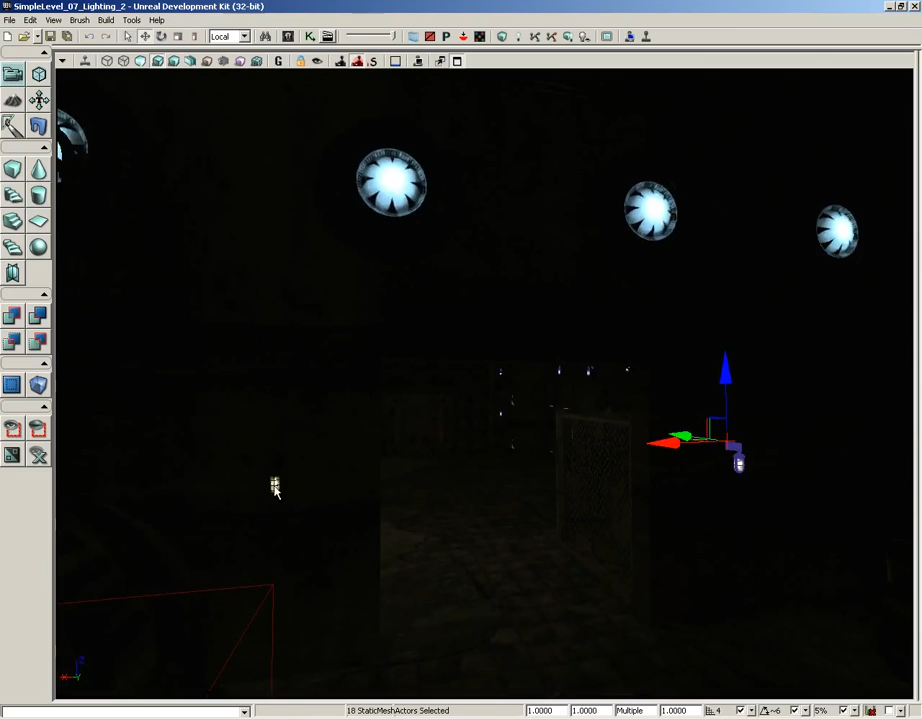 SimpleLevel_07_Lighting_2 - Unreal Development Kit (32-bit)
File Edit View Brush Build Tools Help
Local
K
P
G
S
Z
X
Y
18 StaticMeshActors Selected
1.0000
1.0000
Multiple
1.0000
4
~6
5%